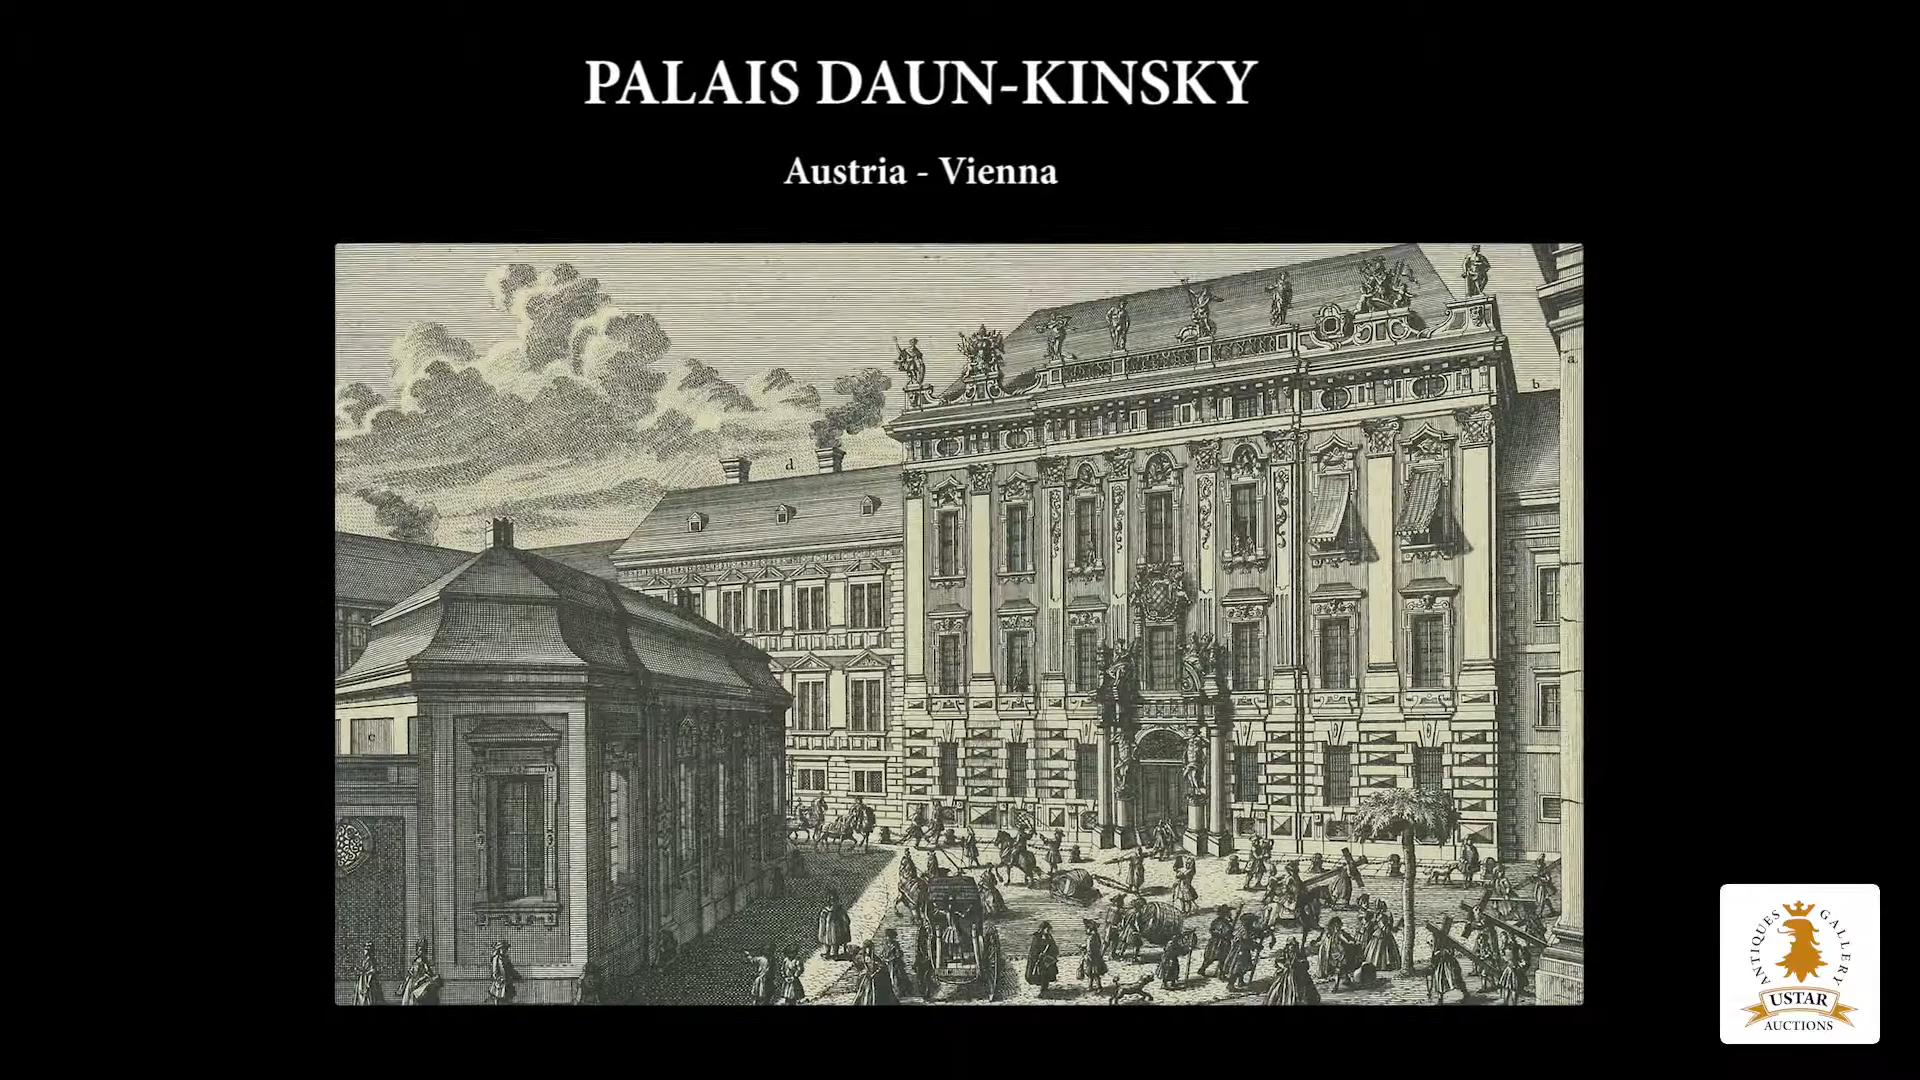 PALAIS DAUN-KINSKY
Austria - Vienna
d
a
b
c
ANTIQUES GALLERY
USTAR
AUCTIONS